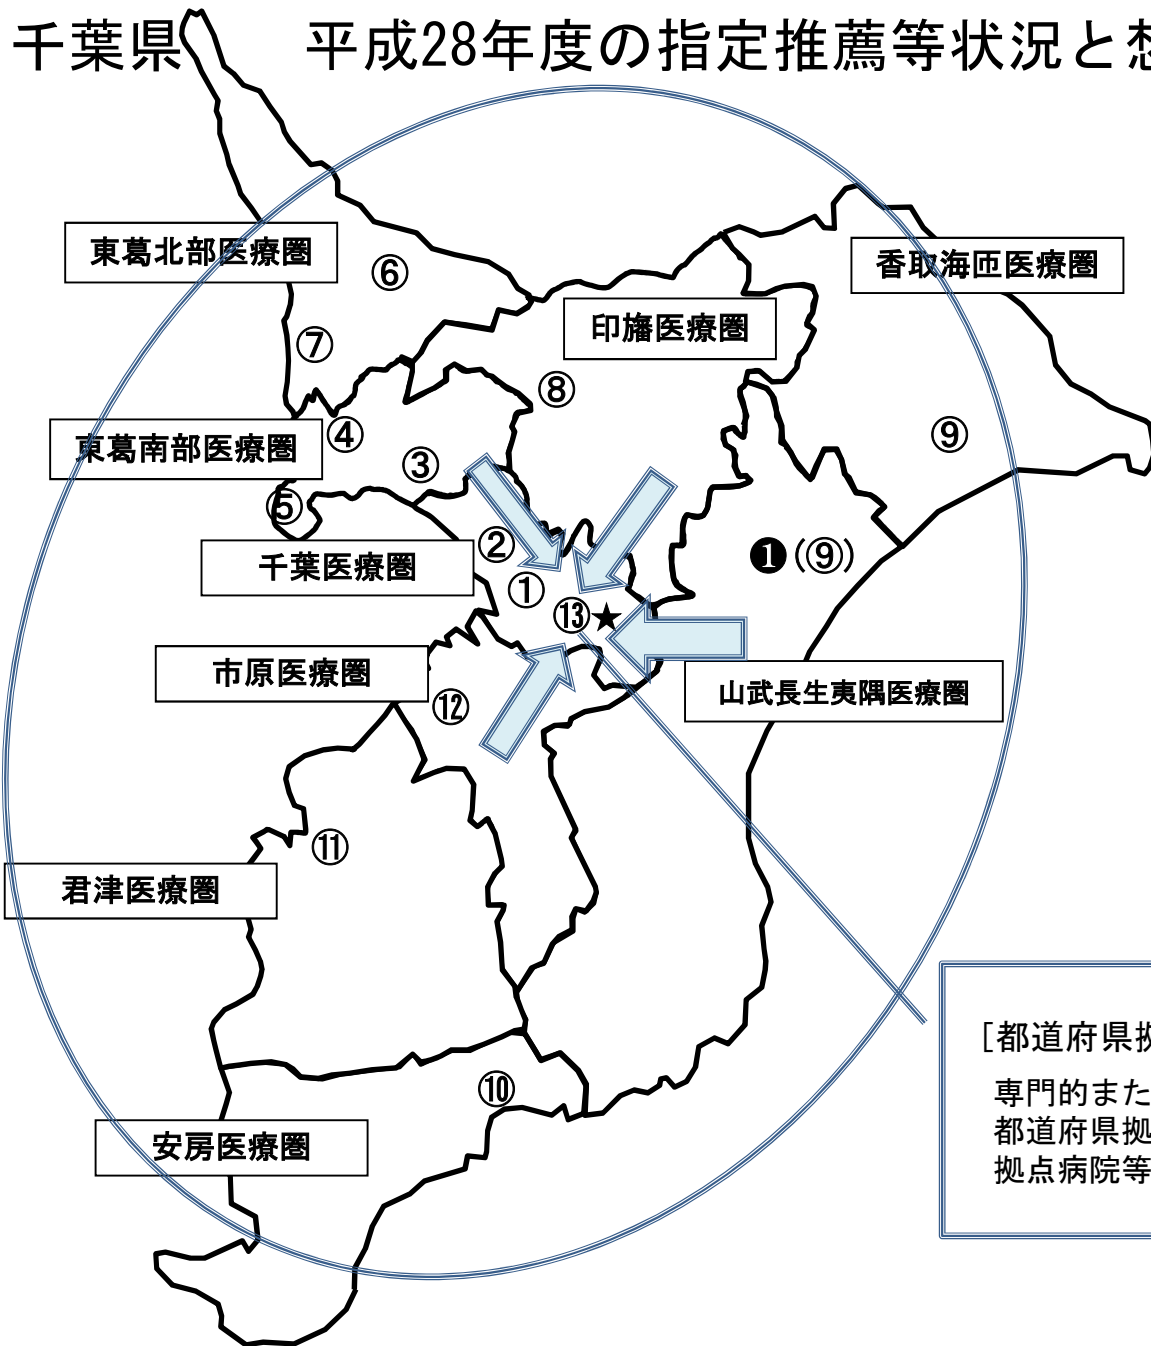 千葉県 平成28年度の指定推薦等状況と想
東葛北部医療圏
⑥
香取海匝医療圏
印旛医療圏
⑦
⑧
④
⑨
東葛南部医療圏
③
⑤
②
千葉医療圏
❶(⑨)
①
⑬★
市原医療圏
山武長生夷隅医療圏
⑫
⑪
君津医療圏
[都道府県拠
専門的また
都道府県拠
拠点病院等
⑩
安房医療圏